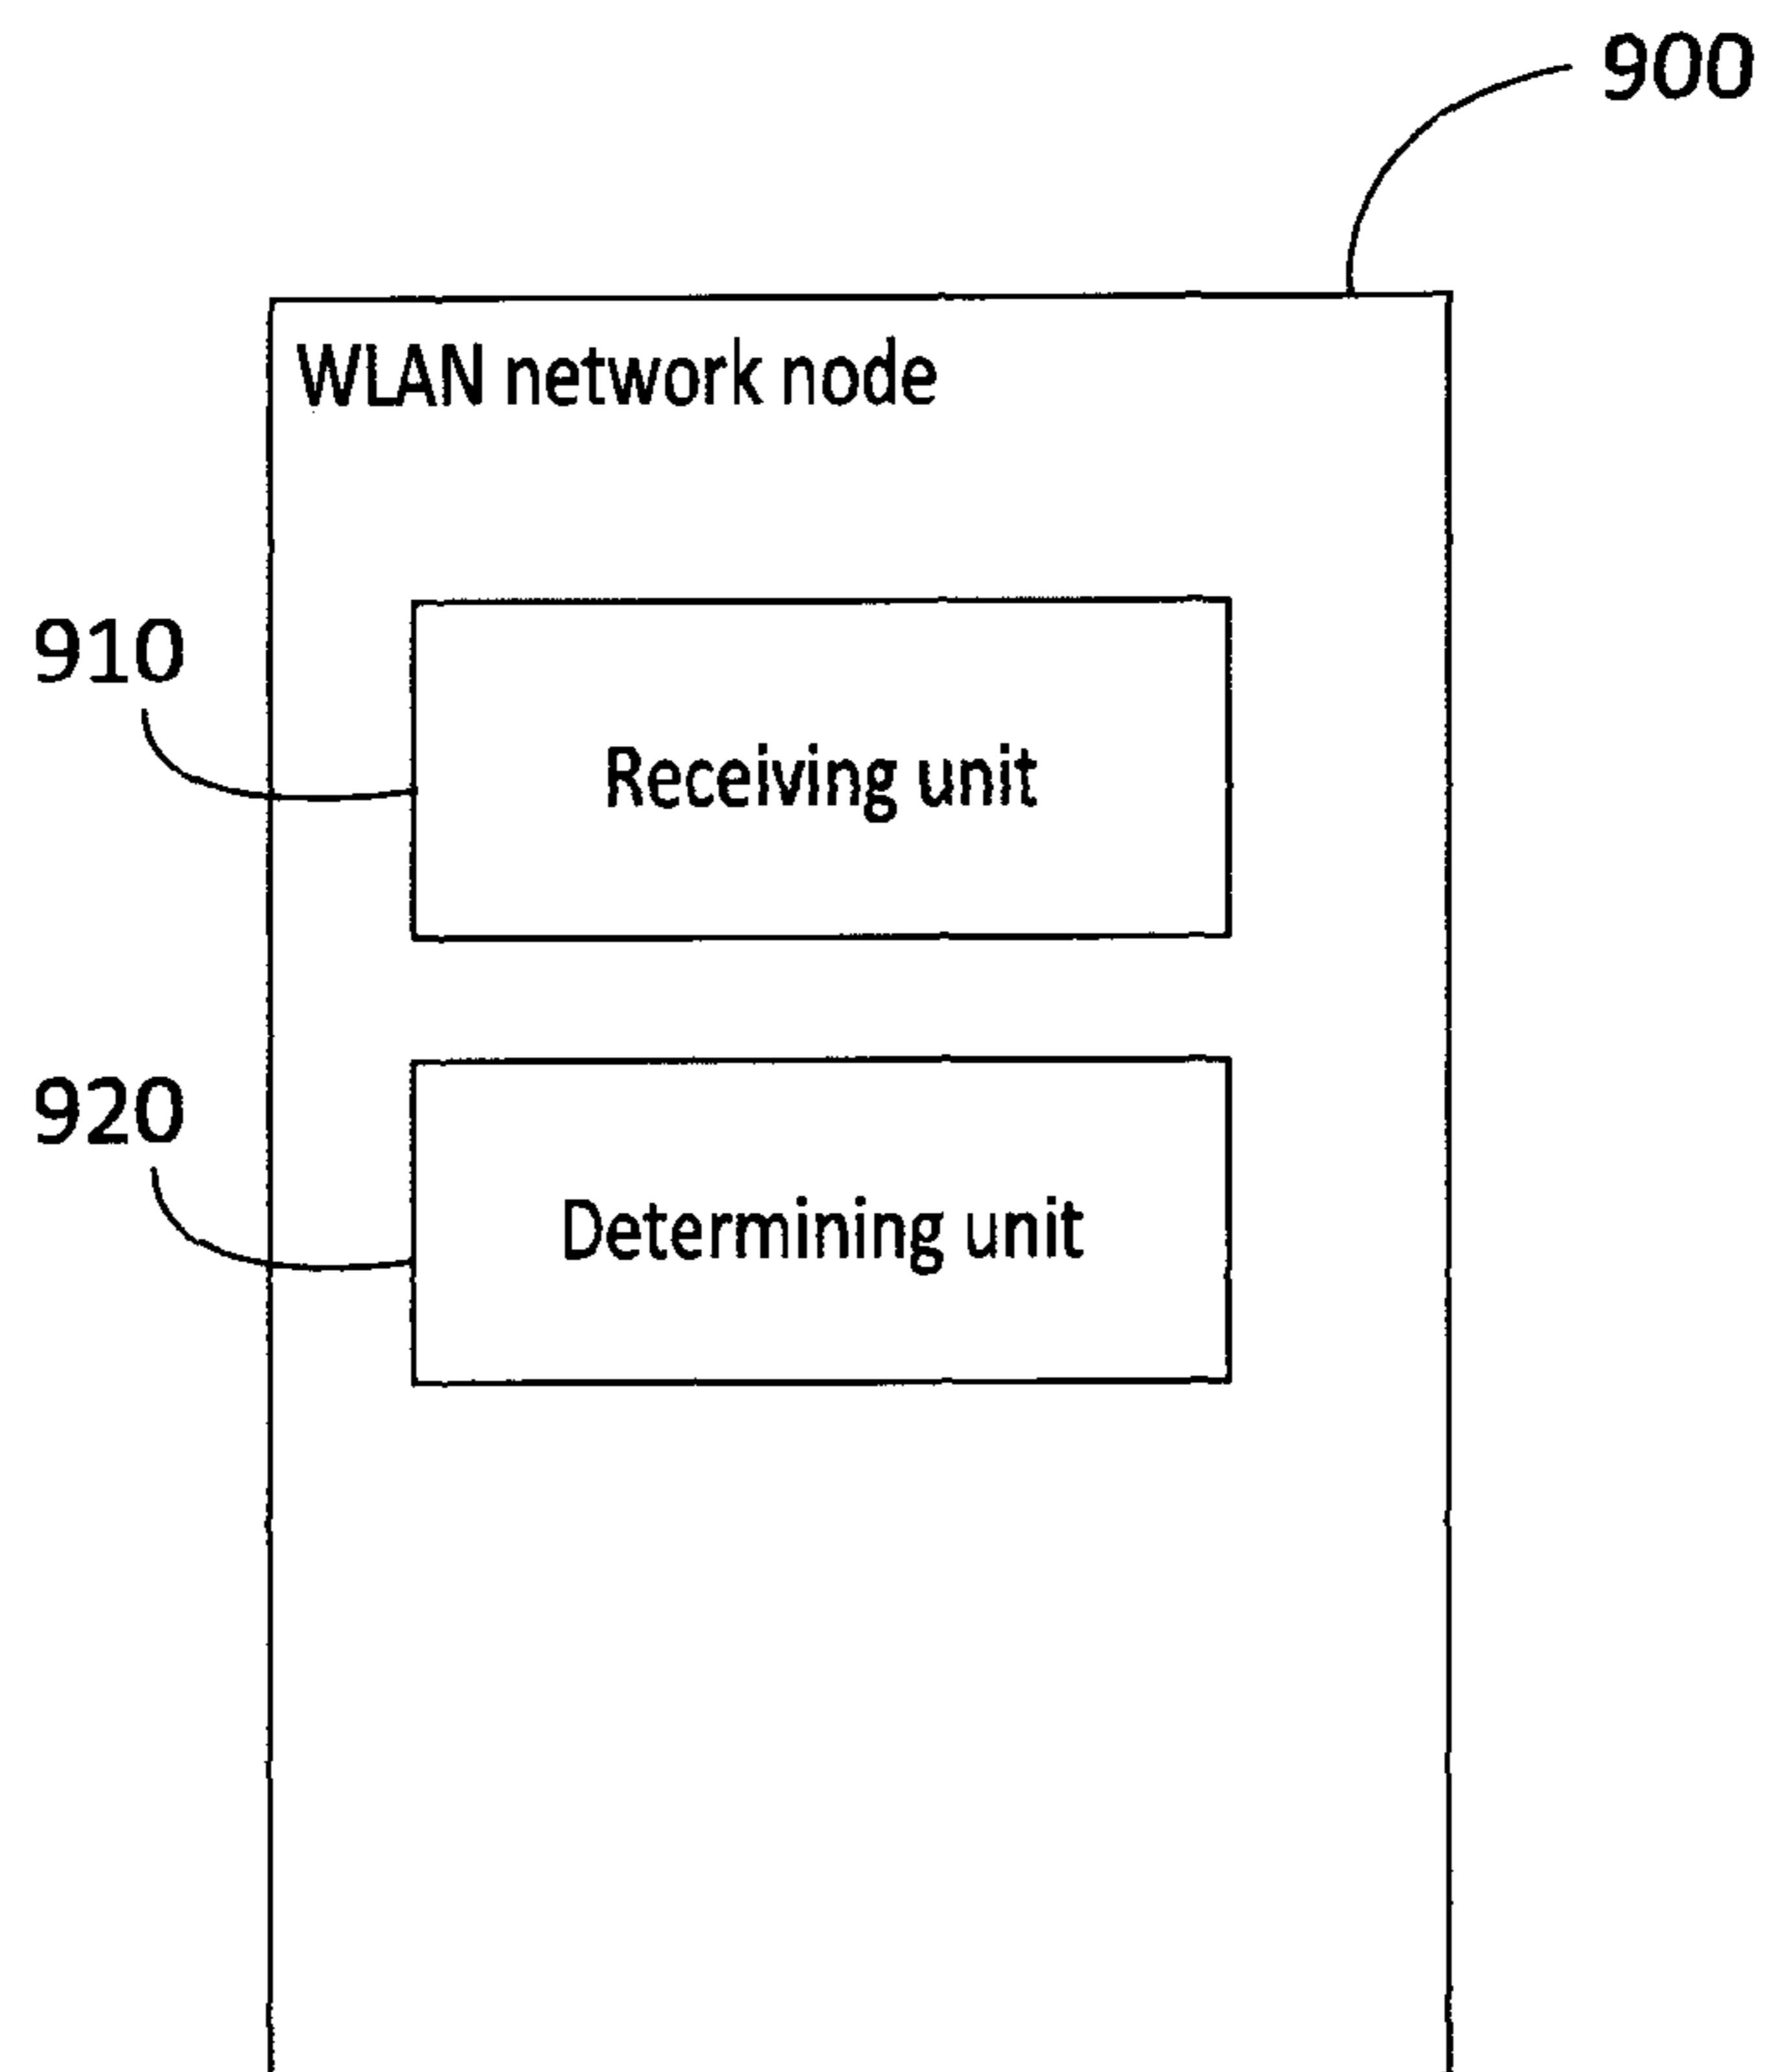 900
WLAN network node
910
Receiving unit
920
Determining unit